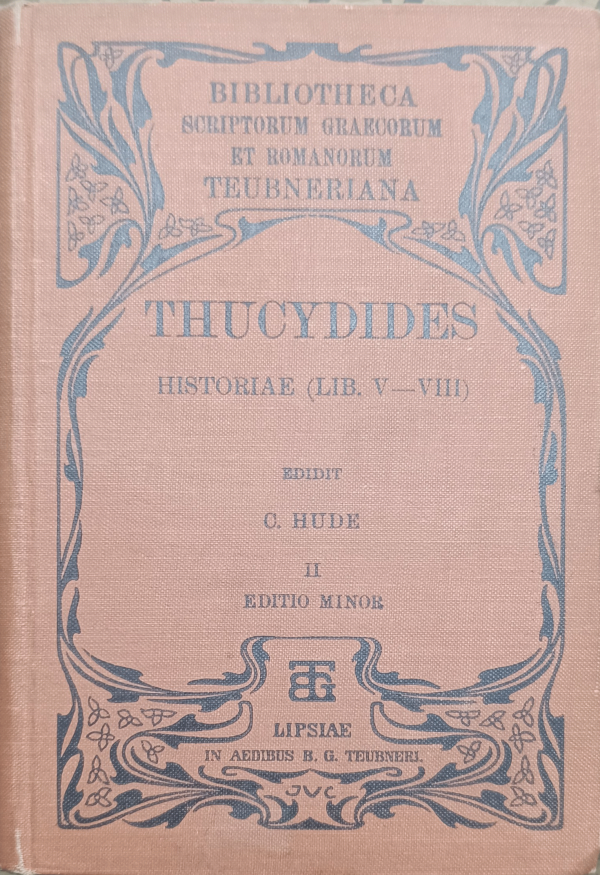 BIBLIOTHECA
SCRIPTORUM GRAECORUM
ET ROMANORUM
TEUBNERIANA
THUCYDIDES
HISTORIAE (LIB. V—VIII)
EDIDIT
C. HUDE
II
EDITIO MINOR
BTG
LIPSIAE
IN AEDIBUS B. G. TEUBNERI.
JVC